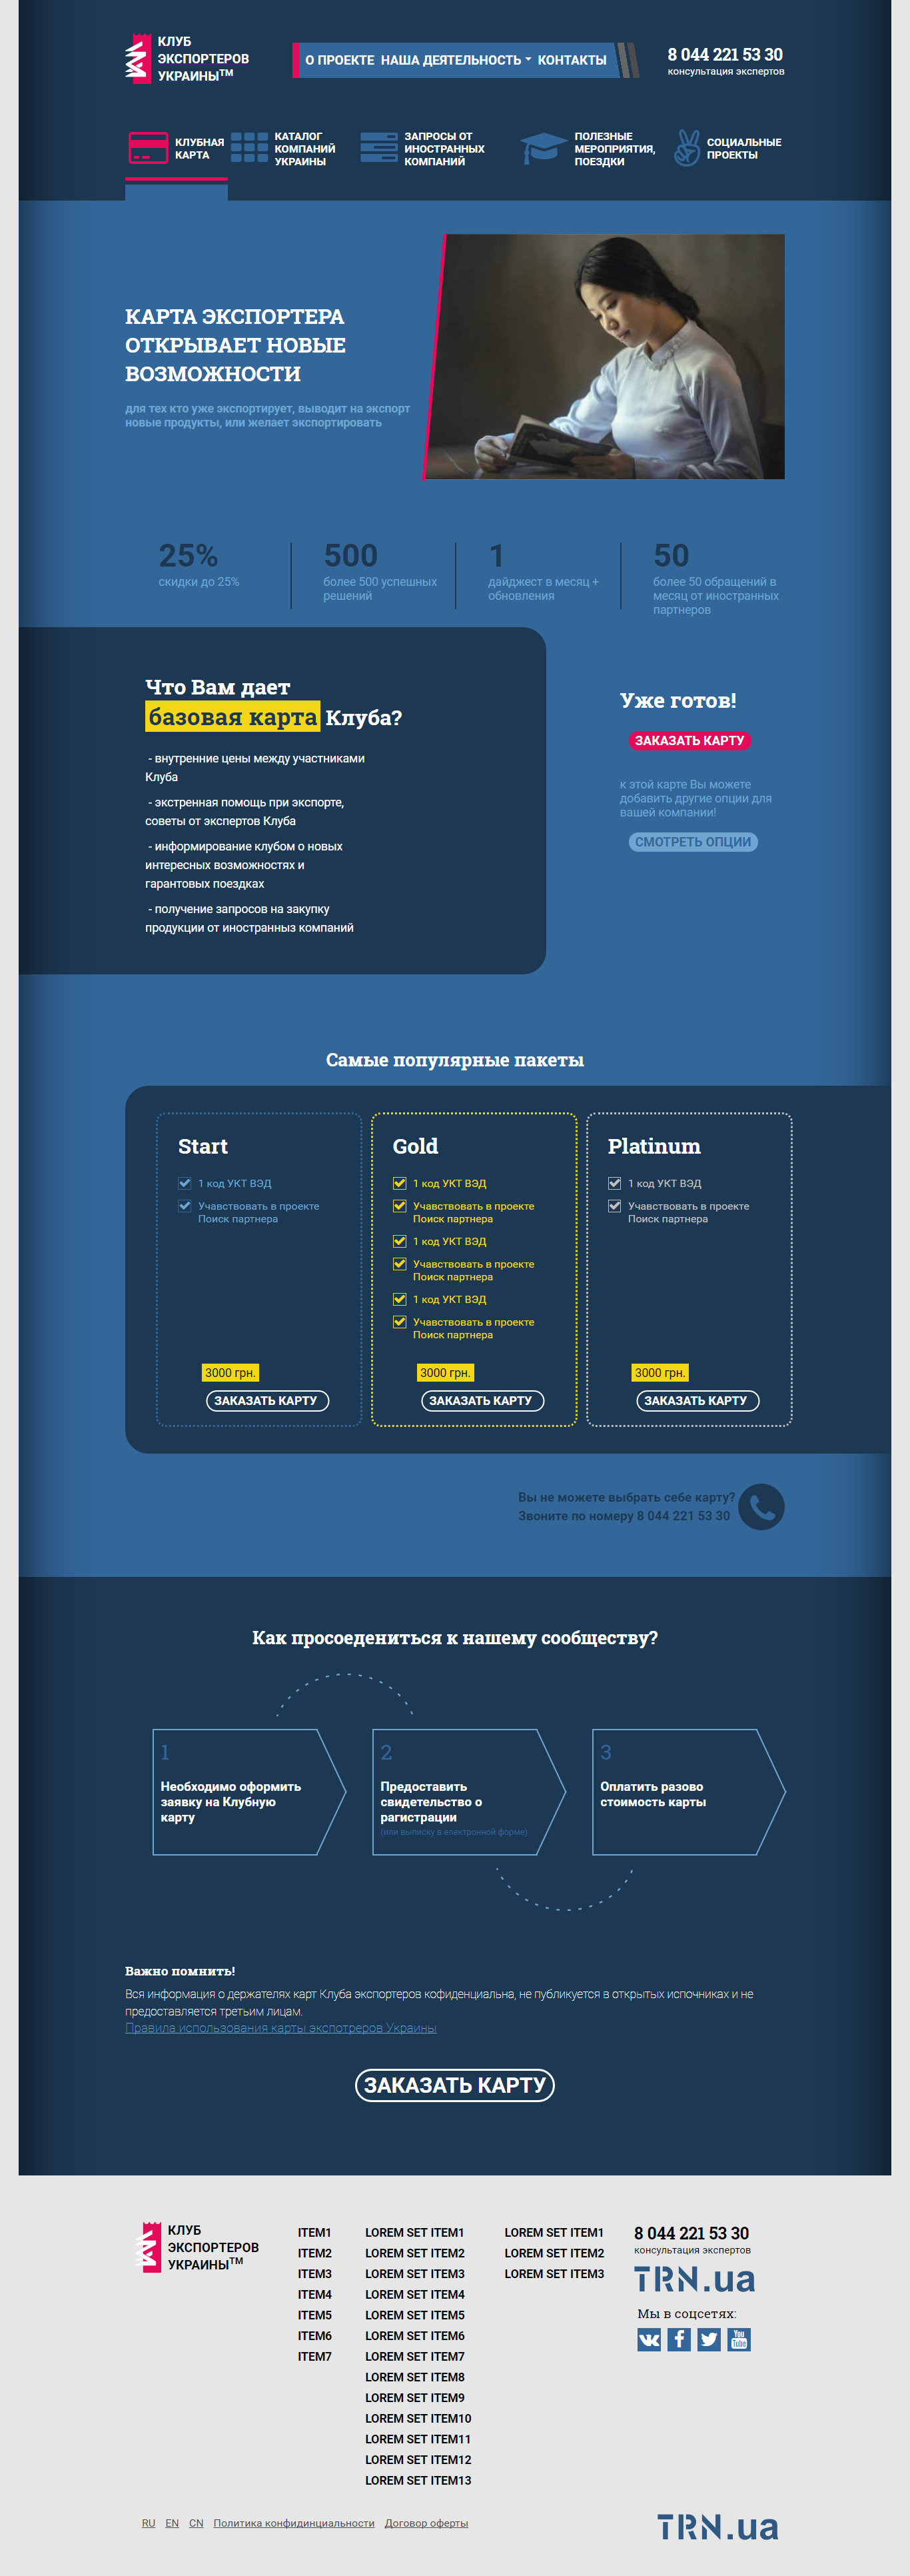 КЛУБ
ЭКСПОРТЕРОВ
УКРАИНЫTM
О ПРОЕКТЕ НАША ДЕЯТЕЛЬНОСТЬ КОНТАКТЫ
8 044 221 53 30
консультация экспертов
КЛУБНАЯ
КАРТА
КАТАЛОГ
КОМПАНИЙ
УКРАИНЫ
ЗАПРОСЫ ОТ
ИНОСТРАННЫХ
КОМПАНИЙ
ПОЛЕЗНЫЕ
МЕРОПРИЯТИЯ,
ПОЕЗДКИ
СОЦИАЛЬНЫЕ
ПРОЕКТЫ
КАРТА ЭКСПОРТЕРА
ОТКРЫВАЕТ НОВЫЕ
ВОЗМОЖНОСТИ
для тех кто уже экспортирует, выводит на экспорт
новые продукты, или желает экспортировать
25%
скидки до 25%
500
более 500 успешных
решений
1
дайджест в месяц +
обновления
50
более 50 обращений в
месяц от иностранных
партнеров
Что Вам дает
базовая карта Клуба?
- внутренние цены между участниками
Клуба
- экстренная помощь при экспорте,
советы от экспертов Клуба
- информирование клубом о новых
интересных возможностях и
гарантовых поездках
- получение запросов на закупку
продукции от иностранныз компаний
Уже готов!
ЗАКАЗАТЬ КАРТУ
к этой карте Вы можете
добавить другие опции для
вашей компании!
СМОТРЕТЬ ОПЦИИ
Самые популярные пакеты
Start
1 код УКТ ВЭД
Учавствовать в проекте
Поиск партнера
3000 грн.
ЗАКАЗАТЬ КАРТУ
Gold
1 код УКТ ВЭД
Учавствовать в проекте
Поиск партнера
1 код УКТ ВЭД
Учавствовать в проекте
Поиск партнера
1 код УКТ ВЭД
Учавствовать в проекте
Поиск партнера
3000 грн.
ЗАКАЗАТЬ КАРТУ
Platinum
1 код УКТ ВЭД
Учавствовать в проекте
Поиск партнера
3000 грн.
ЗАКАЗАТЬ КАРТУ
Вы не можете выбрать себе карту?
Звоните по номеру 8 044 221 53 30
Как просоедениться к нашему сообществу?
1
Необходимо оформить
заявку на Клубную
карту
2
Предоставить
свидетельство о
рагистрации
(или выписку в електронной форме)
3
Оплатить разово
стоимость карты
Важно помнить!
Вся информация о держателях карт Клуба экспортеров кофиденциальна, не публикуется в открытых источниках и не
предоставляется третьим лицам.
Правила использования карты экспотреров Украины
ЗАКАЗАТЬ КАРТУ
КЛУБ
ЭКСПОРТЕРОВ
УКРАИНЫTM
ITEM1
ITEM2
ITEM3
ITEM4
ITEM5
ITEM6
ITEM7
LOREM SET ITEM1
LOREM SET ITEM2
LOREM SET ITEM3
LOREM SET ITEM4
LOREM SET ITEM5
LOREM SET ITEM6
LOREM SET ITEM7
LOREM SET ITEM8
LOREM SET ITEM9
LOREM SET ITEM10
LOREM SET ITEM11
LOREM SET ITEM12
LOREM SET ITEM13
LOREM SET ITEM1
LOREM SET ITEM2
LOREM SET ITEM3
8 044 221 53 30
консультация экспертов
TRN.ua
Мы в соцсетях:
You
Tube
RU EN CN Политика конфидинциальности Договор оферты
TRN.ua